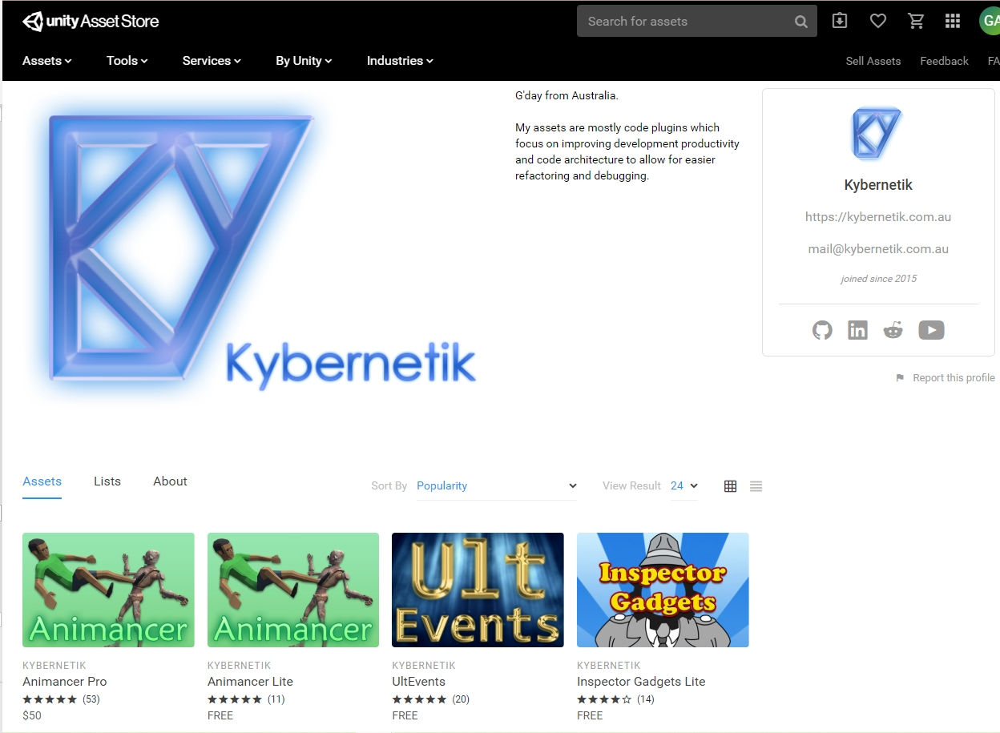 unity Asset Store
Search for assets
GA
Assets
Tools
Services
By Unity
Industries
Sell Assets
Feedback
FA
KY
Kybernetik
G'day from Australia.
My assets are mostly code plugins which
focus on improving development productivity
and code architecture to allow for easier
refactoring and debugging.
KY
Kybernetik
https://kybernetik.com.au
mail@kybernetik.com.au
joined since 2015
in
Report this profile
Assets
Lists
About
Sort By
Popularity
View Result
24
Animancer
KYBERNETIK
Animancer Pro
(53)
$50
Animancer
KYBERNETIK
Animancer Lite
(11)
FREE
Ult
Events
KYBERNETIK
UltEvents
(20)
FREE
Inspector
Gadgets
KYBERNETIK
Inspector Gadgets Lite
(14)
FREE